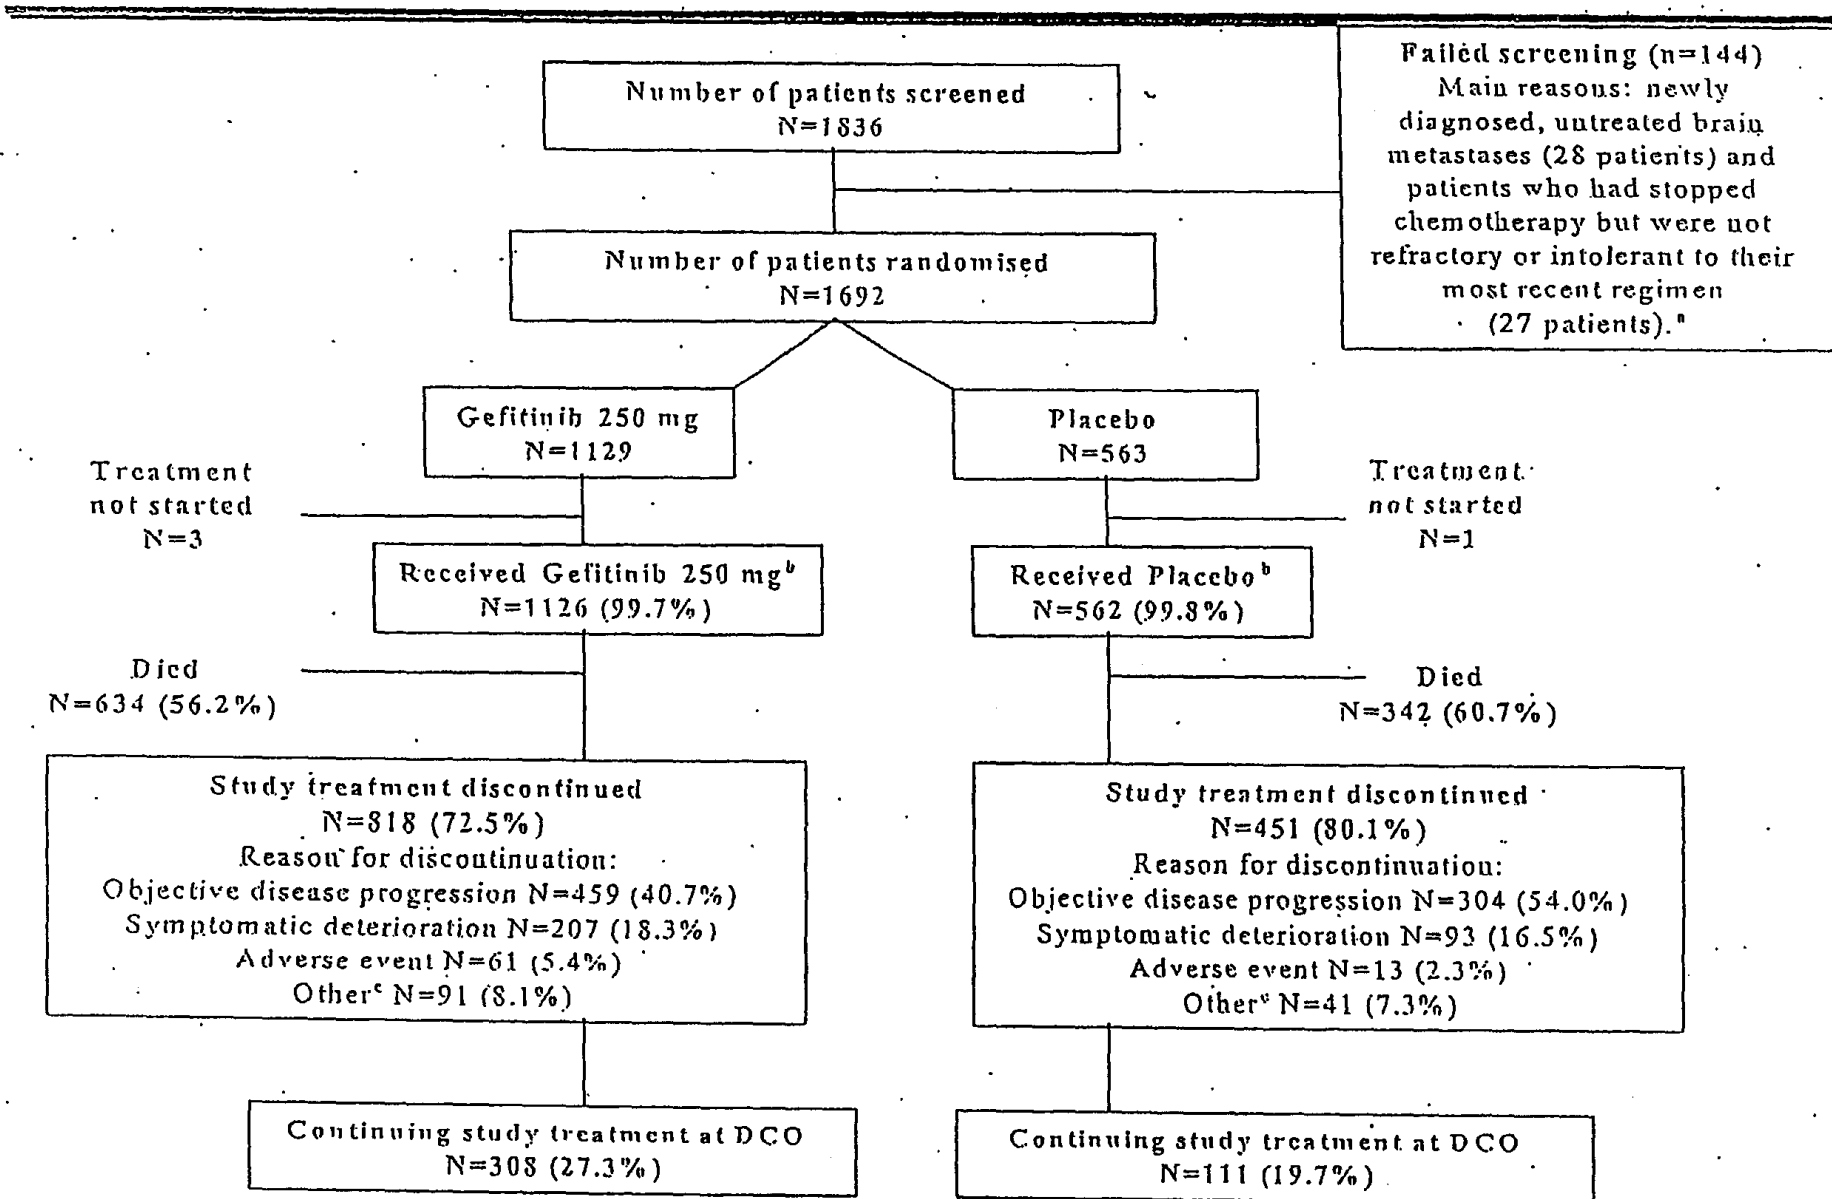 Number of patients screened
N=1836
Failed screening (n=144)
Main reasons: newly
diagnosed, untreated brain
metastases (28 patients) and
patients who had stopped
chemotherapy but were not
refractory or intolerant to their
most recent regimen
(27 patients).ᵃ
Number of patients randomised
N=1692
Gefitinib 250 mg
N=1129
Placebo
N=563
Treatment
not started
N=3
Treatment
not started
N=1
Received Gefitinib 250 mgᵇ
N=1126 (99.7%)
Received Placeboᵇ
N=562 (99.8%)
Died
N=634 (56.2%)
Died
N=342 (60.7%)
Study treatment discontinued
N=818 (72.5%)
Reason for discontinuation:
Objective disease progression N=459 (40.7%)
Symptomatic deterioration N=207 (18.3%)
Adverse event N=61 (5.4%)
Otherᶜ N=91 (8.1%)
Study treatment discontinued
N=451 (80.1%)
Reason for discontinuation:
Objective disease progression N=304 (54.0%)
Symptomatic deterioration N=93 (16.5%)
Adverse event N=13 (2.3%)
Otherᶜ N=41 (7.3%)
Continuing study treatment at DCO
N=308 (27.3%)
Continuing study treatment at DCO
N=111 (19.7%)